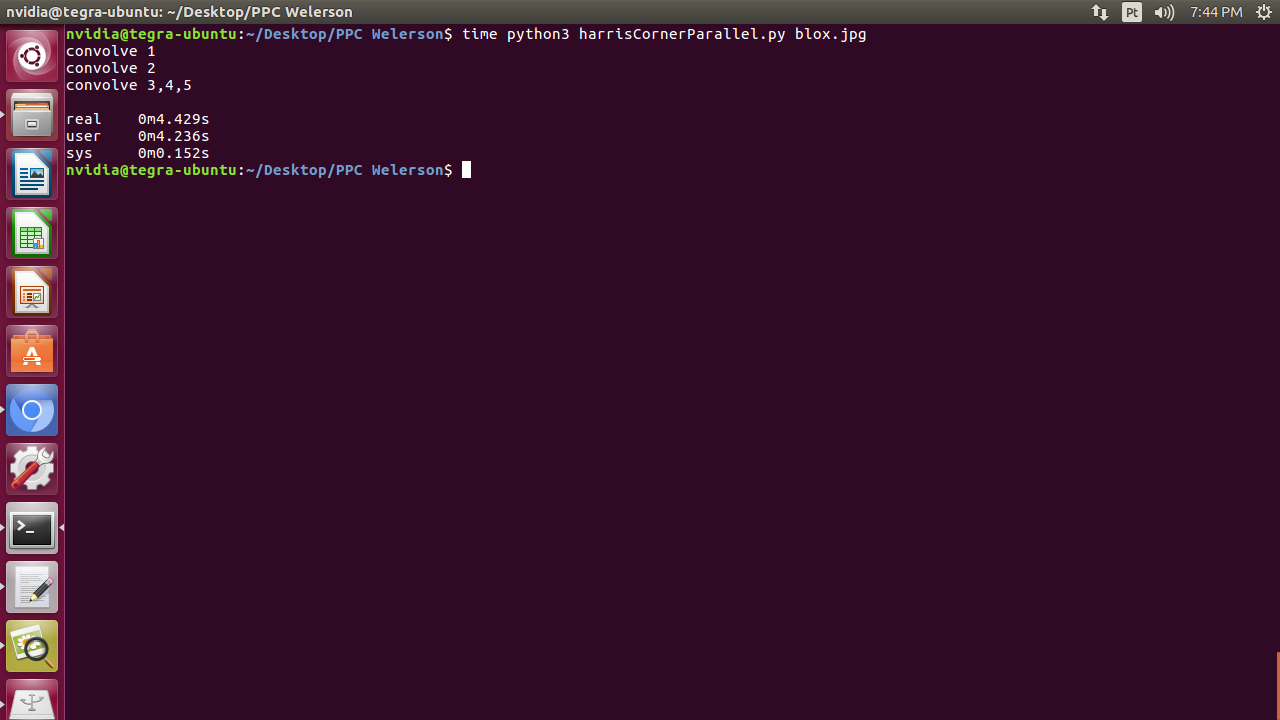 nvidia@tegra-ubuntu: ~/Desktop/PPC Welerson
Pt
7:44 PM
nvidia@tegra-ubuntu:~/Desktop/PPC Welerson$ time python3 harrisCornerParallel.py blox.jpg
convolve 1
convolve 2
convolve 3,4,5
real 0m4.429s
user 0m4.236s
sys 0m0.152s
nvidia@tegra-ubuntu:~/Desktop/PPC Welerson$